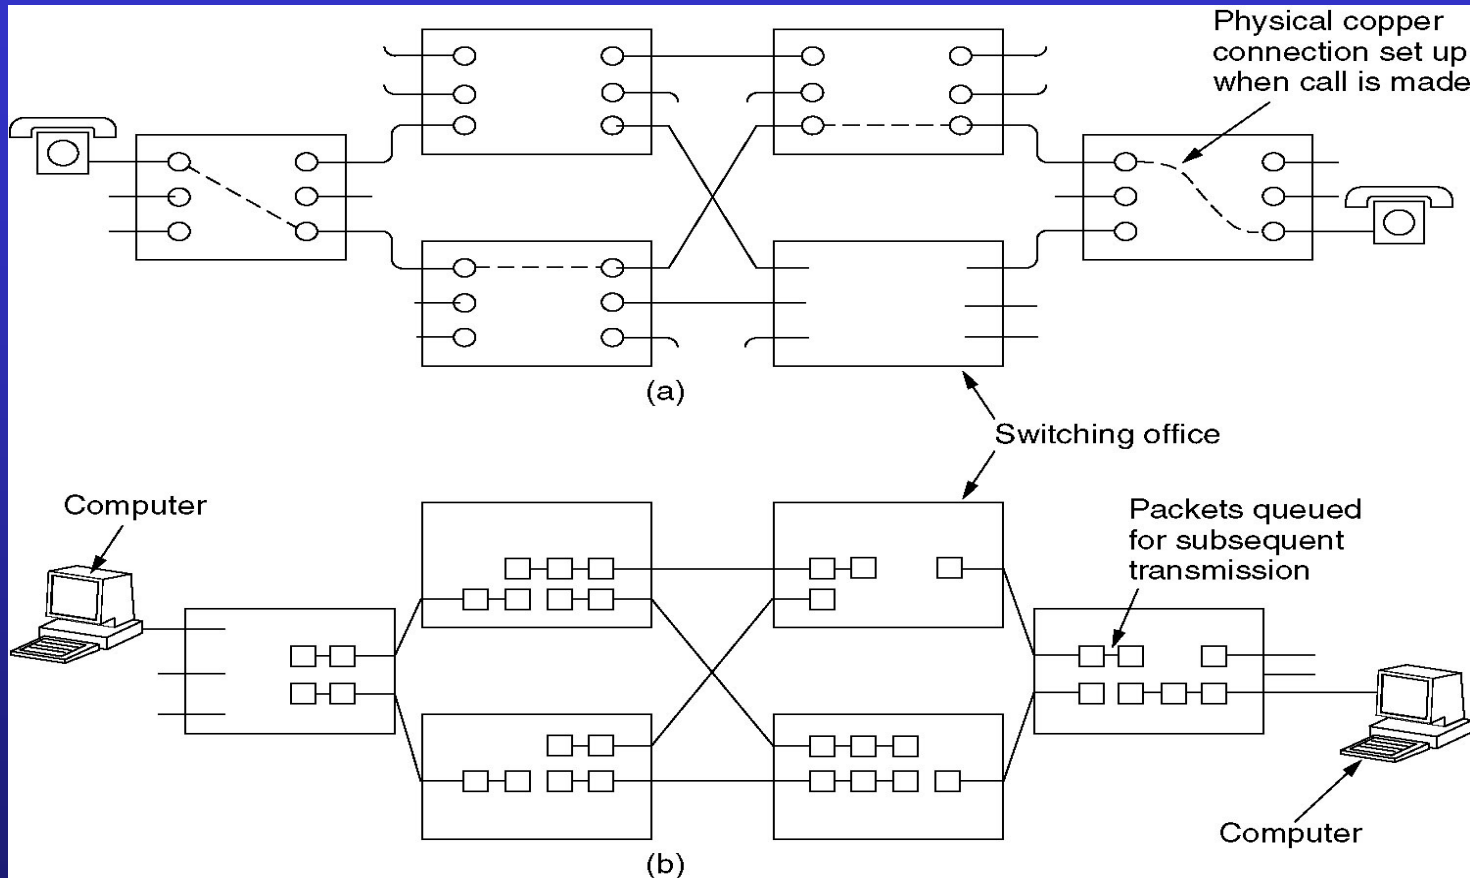 Physical copper
connection set up
when call is made
(a)
Switching office
Computer
Packets queued
for subsequent
transmission
Computer
(b)